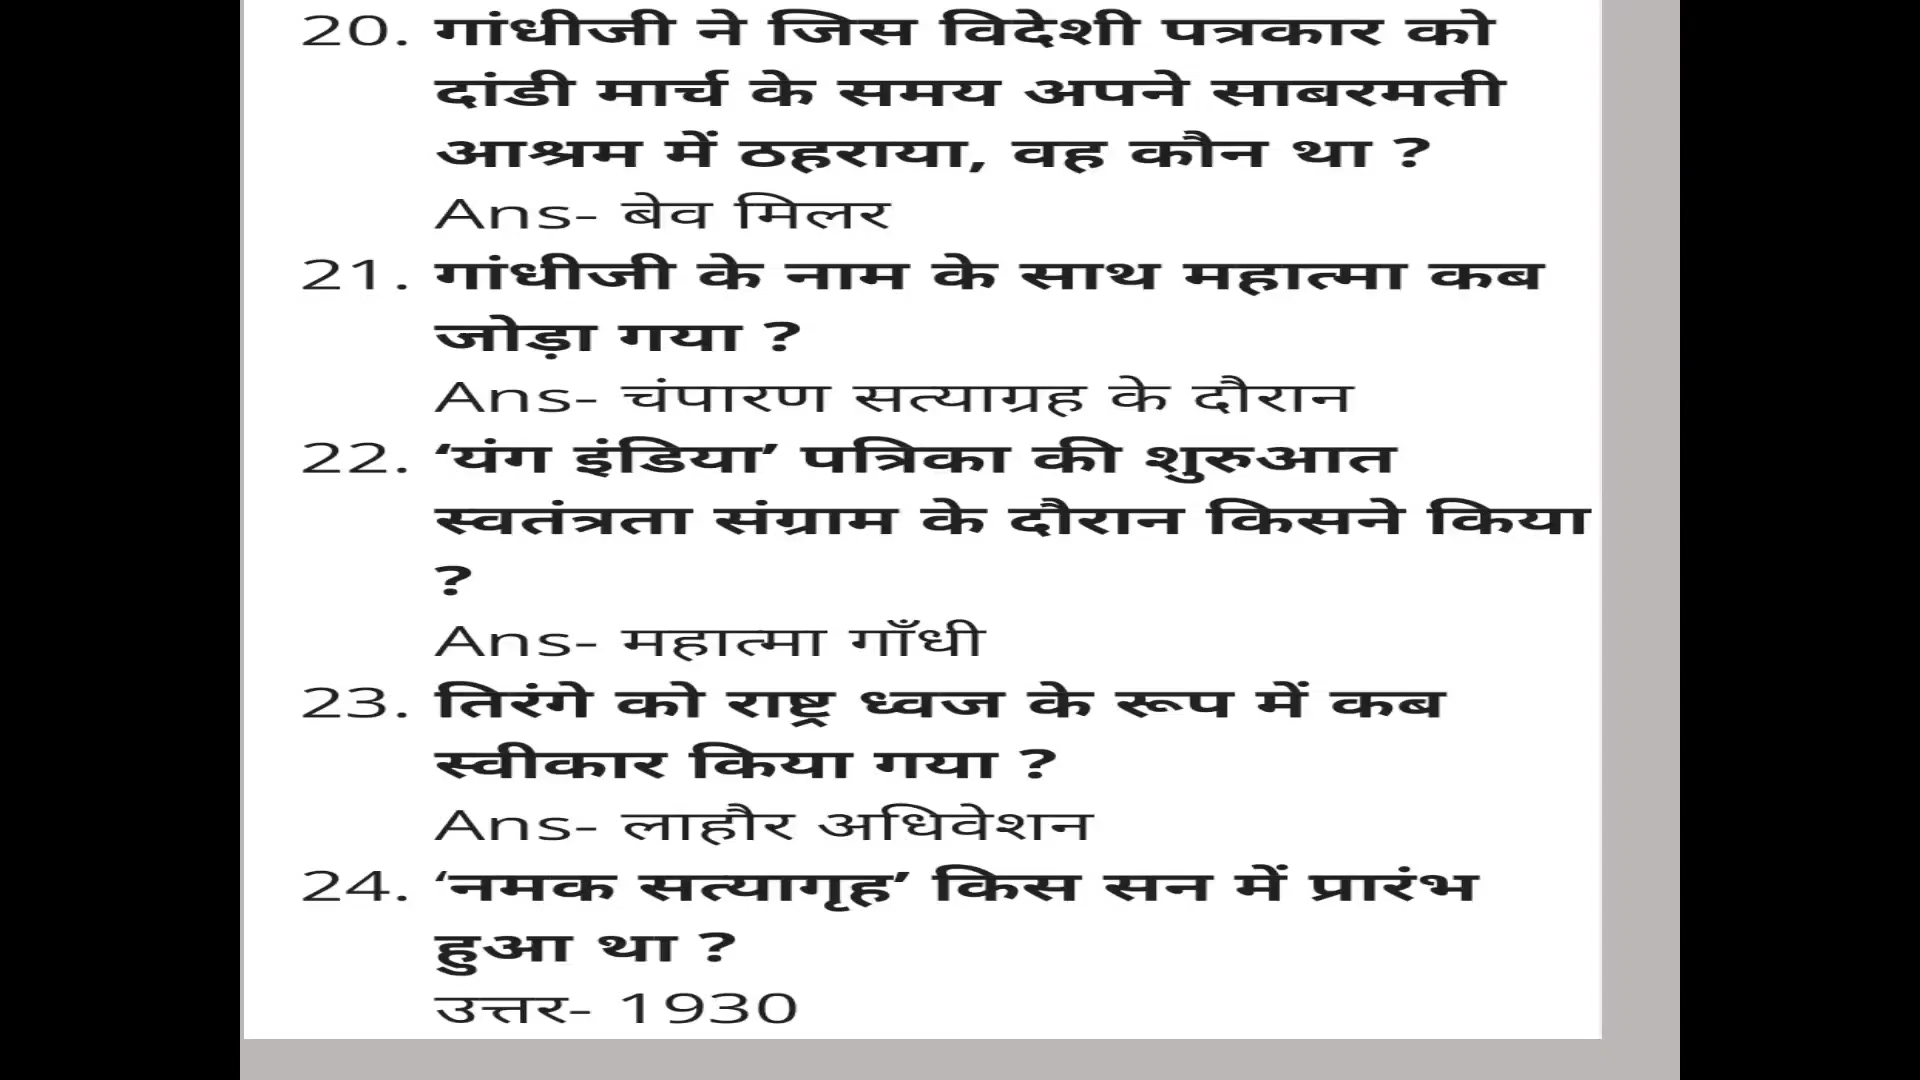 20. गांधीजी ने जिस विदेशी पत्रकार को
दांडी मार्च के समय अपने साबरमती
आश्रम में ठहराया, वह कौन था ?
Ans- बेव मिलर
21. गांधीजी के नाम के साथ महात्मा कब
जोड़ा गया ?
Ans- चंपारण सत्याग्रह के दौरान
22. ‘यंग इंडिया’ पत्रिका की शुरुआत
स्वतंत्रता संग्राम के दौरान किसने किया
?
Ans- महात्मा गाँधी
23. तिरंगे को राष्ट्र ध्वज के रूप में कब
स्वीकार किया गया ?
Ans- लाहौर अधिवेशन
24. ‘नमक सत्यागृह’ किस सन में प्रारंभ
हुआ था ?
उत्तर- 1930